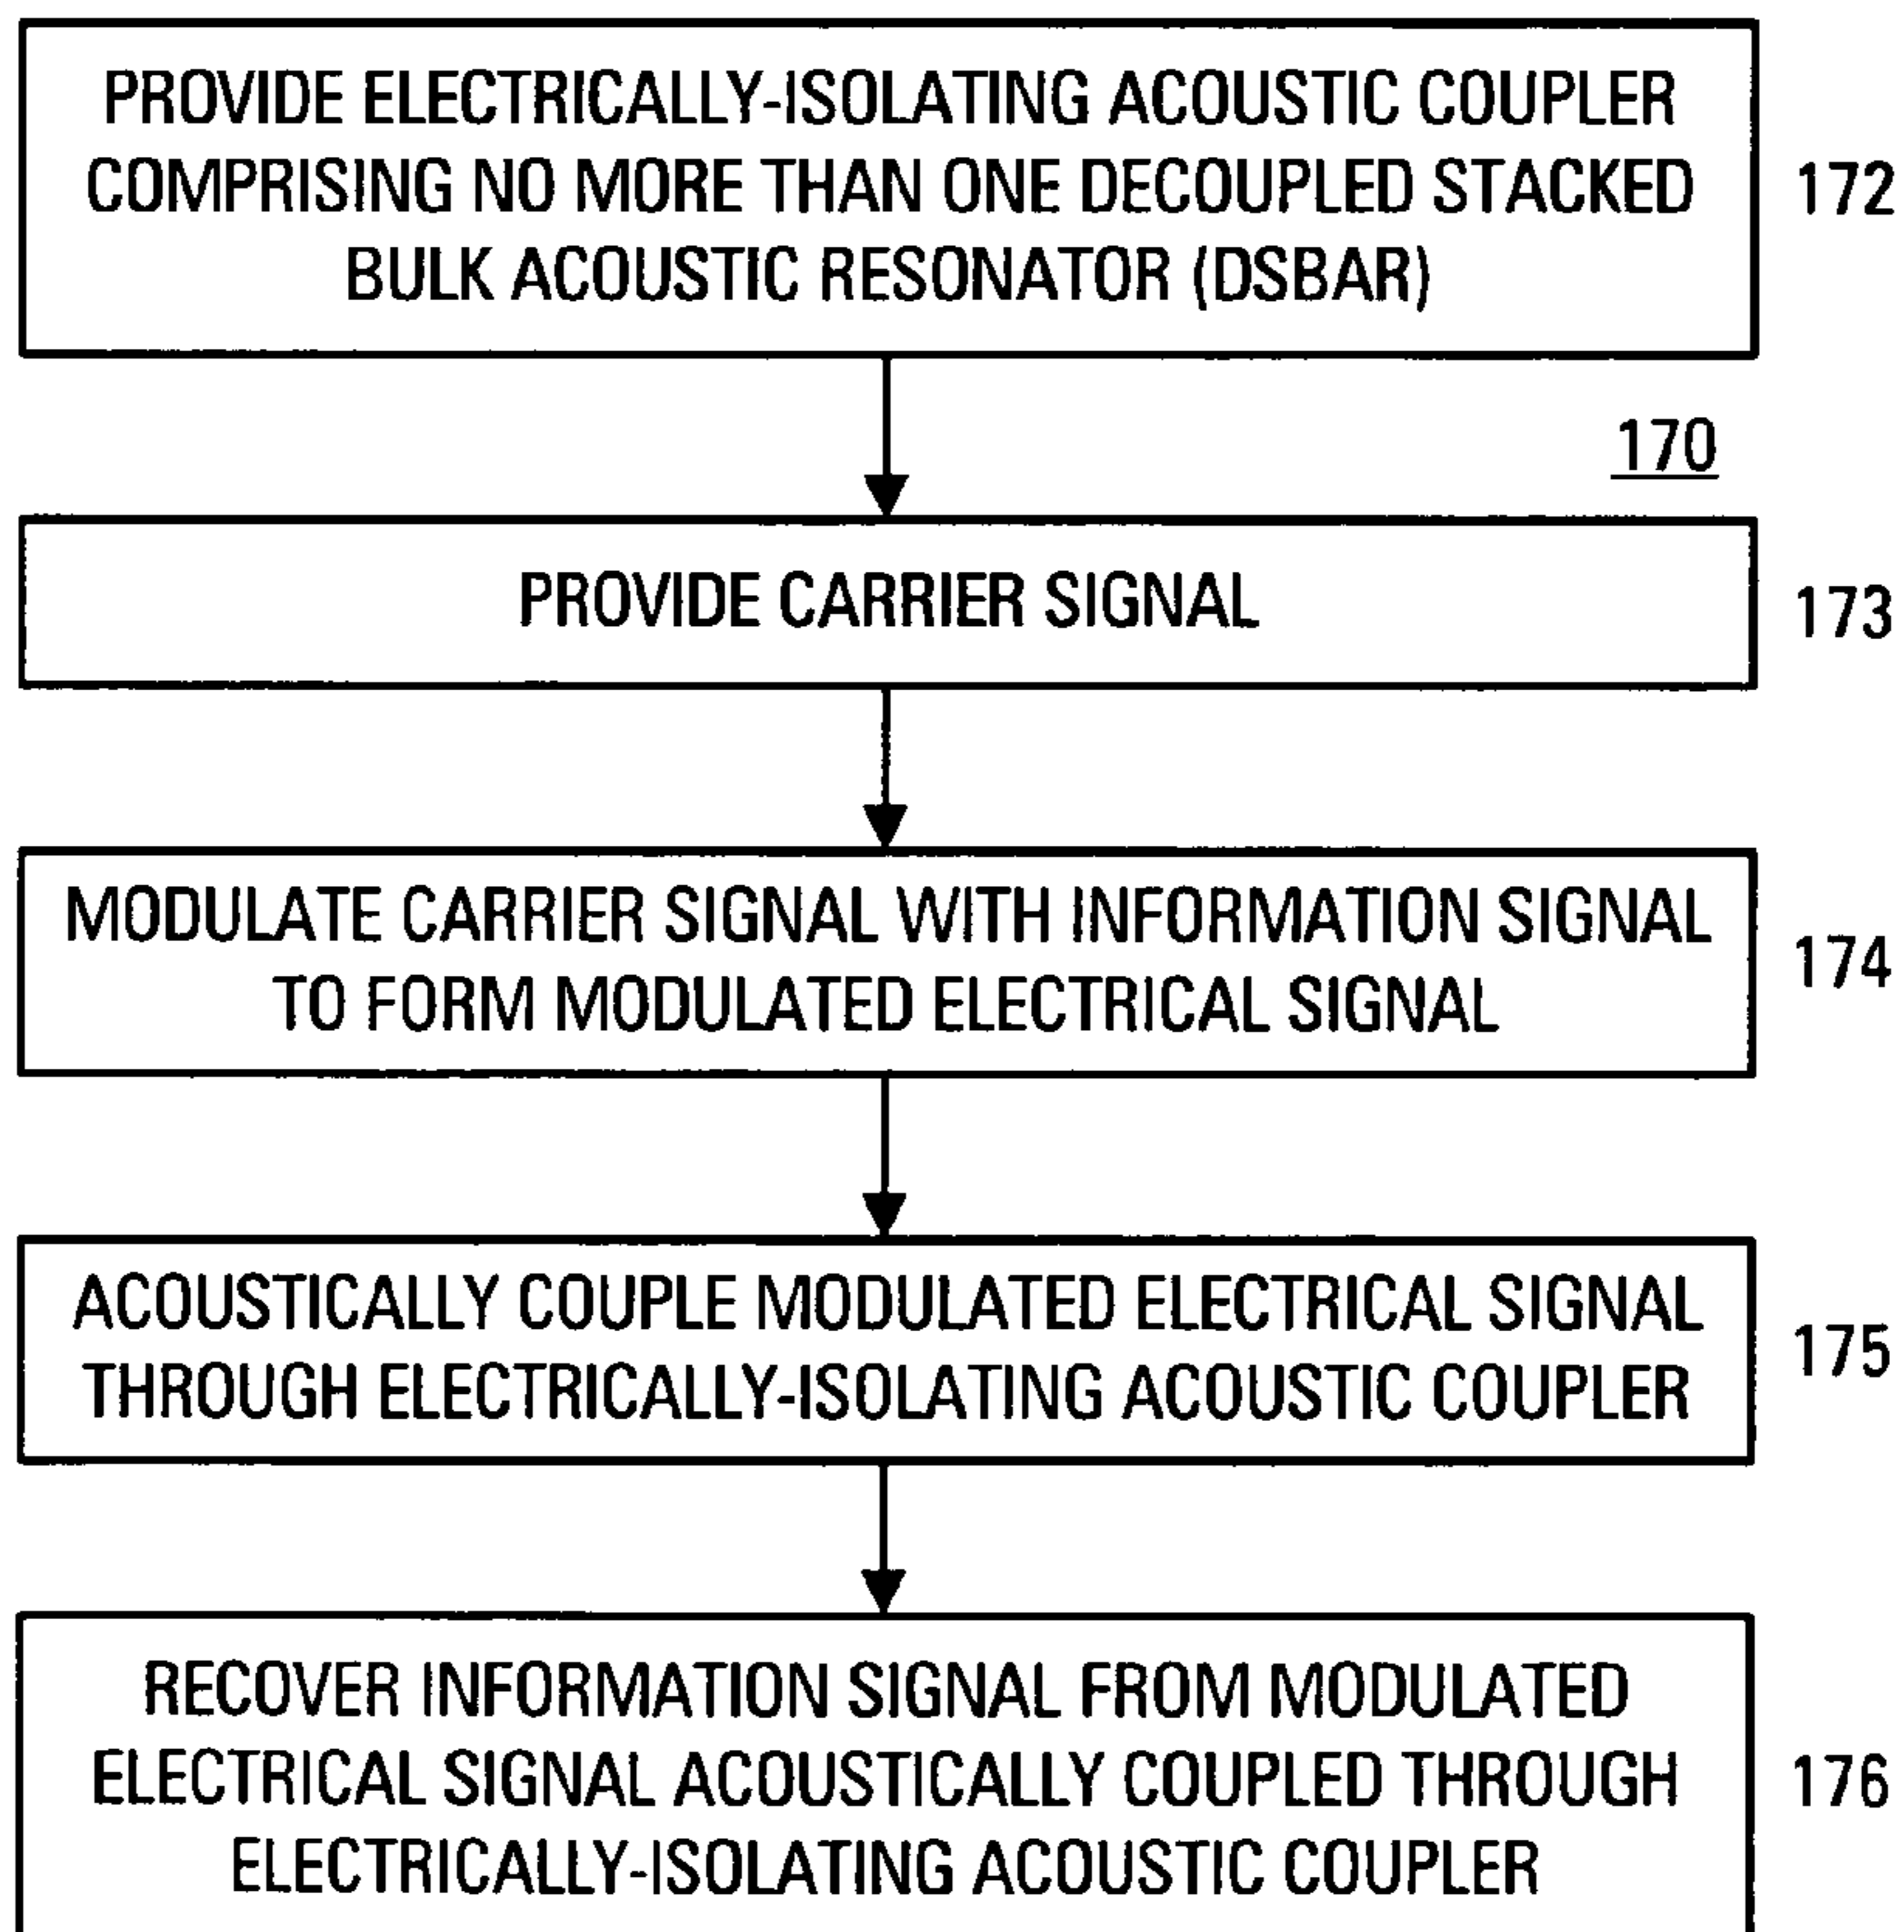 PROVIDE ELECTRICALLY-ISOLATING ACOUSTIC COUPLER
COMPRISING NO MORE THAN ONE DECOUPLED STACKED
BULK ACOUSTIC RESONATOR (DSBAR)
172
170
PROVIDE CARRIER SIGNAL
173
MODULATE CARRIER SIGNAL WITH INFORMATION SIGNAL
TO FORM MODULATED ELECTRICAL SIGNAL
174
ACOUSTICALLY COUPLE MODULATED ELECTRICAL SIGNAL
THROUGH ELECTRICALLY-ISOLATING ACOUSTIC COUPLER
175
RECOVER INFORMATION SIGNAL FROM MODULATED
ELECTRICAL SIGNAL ACOUSTICALLY COUPLED THROUGH
ELECTRICALLY-ISOLATING ACOUSTIC COUPLER
176